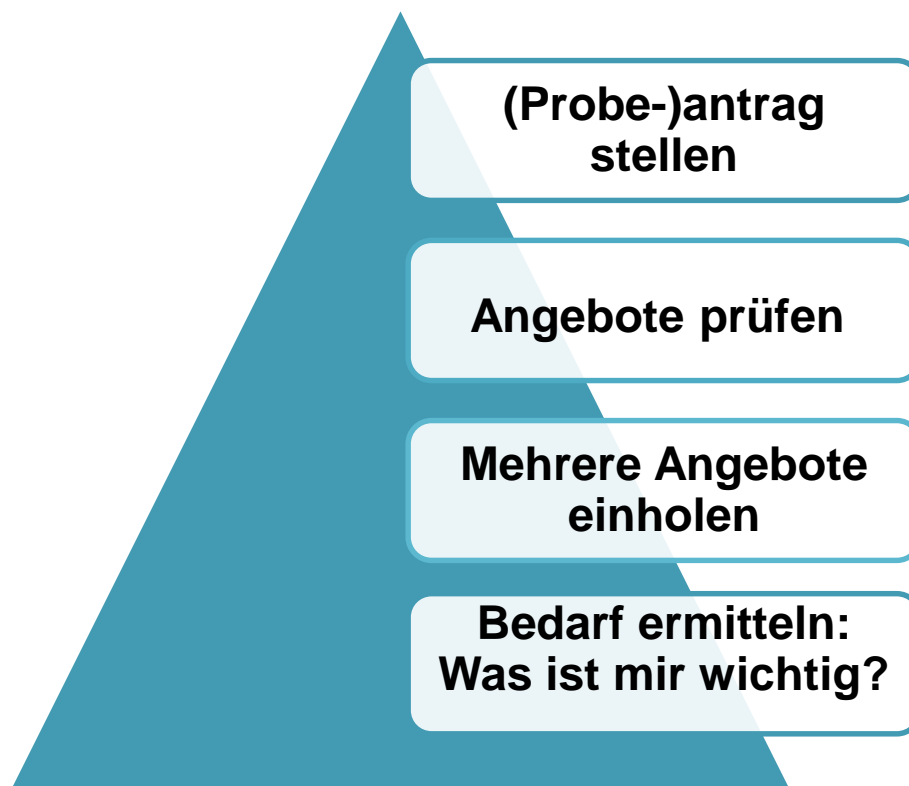 (Probe-)antrag
stellen
Angebote prüfen
Mehrere Angebote
einholen
Bedarf ermitteln:
Was ist mir wichtig?